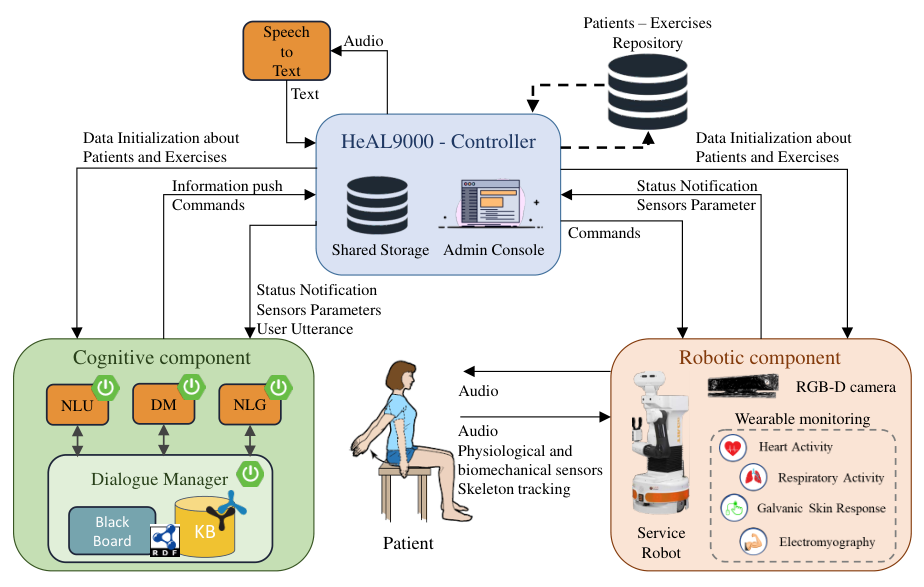 Speech
to
Text
Audio
Text
Patients – Exercises
Repository
HeAL9000 - Controller
Shared Storage
Admin Console
Data Initialization about
Patients and Exercises
Information push
Commands
Status Notification
Sensors Parameters
User Utterance
Data Initialization about
Patients and Exercises
Status Notification
Sensors Parameter
Commands
Cognitive component
NLU
DM
NLG
Dialogue Manager
Black
Board
RDF
KB
Audio
Audio
Physiological and
biomechanical sensors
Skeleton tracking
Patient
Robotic component
RGB-D camera
Wearable monitoring
Heart Activity
Respiratory Activity
Galvanic Skin Response
Electromyography
Service
Robot